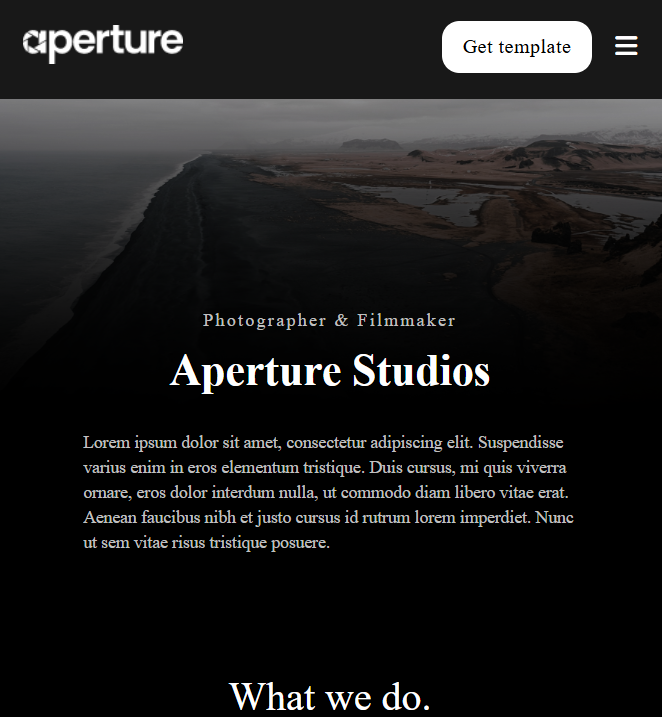 aperture
Get template
Photographer & Filmmaker
Aperture Studios
Lorem ipsum dolor sit amet, consectetur adipiscing elit. Suspendisse
varius enim in eros elementum tristique. Duis cursus, mi quis viverra
ornare, eros dolor interdum nulla, ut commodo diam libero vitae erat.
Aenean faucibus nibh et justo cursus id rutrum lorem imperdiet. Nunc
ut sem vitae risus tristique posuere.
What we do.